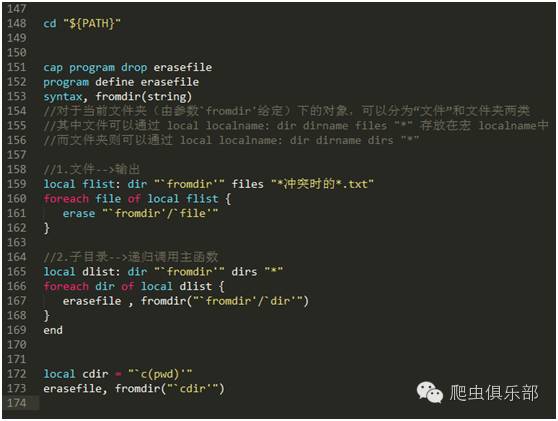 147
148 cd "${PATH}"
149
150
151 cap program drop erasefile
152 program define erasefile
153 syntax, fromdir(string)
154 //对于当前文件夹（由参数`fromdir'给定）下的对象，可以分为“文件”和文件夹两类
155 //其中文件可以通过 local localname: dir dirname files "*" 存放在宏 localname中
156 //而文件夹则可以通过 local localname: dir dirname dirs "*"
157
158 //1.文件-->输出
159 local flist: dir "`fromdir'" files "*冲突时的*.txt"
160 foreach file of local flist {
161 erase "`fromdir'/`file'"
162 }
163
164 //2.子目录-->递归调用主函数
165 local dlist: dir "`fromdir'" dirs "*"
166 foreach dir of local dlist {
167 erasefile , fromdir("`fromdir'/`dir'")
168 }
169 end
170
171
172 local cdir = "`c(pwd)'"
173 erasefile, fromdir("`cdir'")
174
爬虫俱乐部